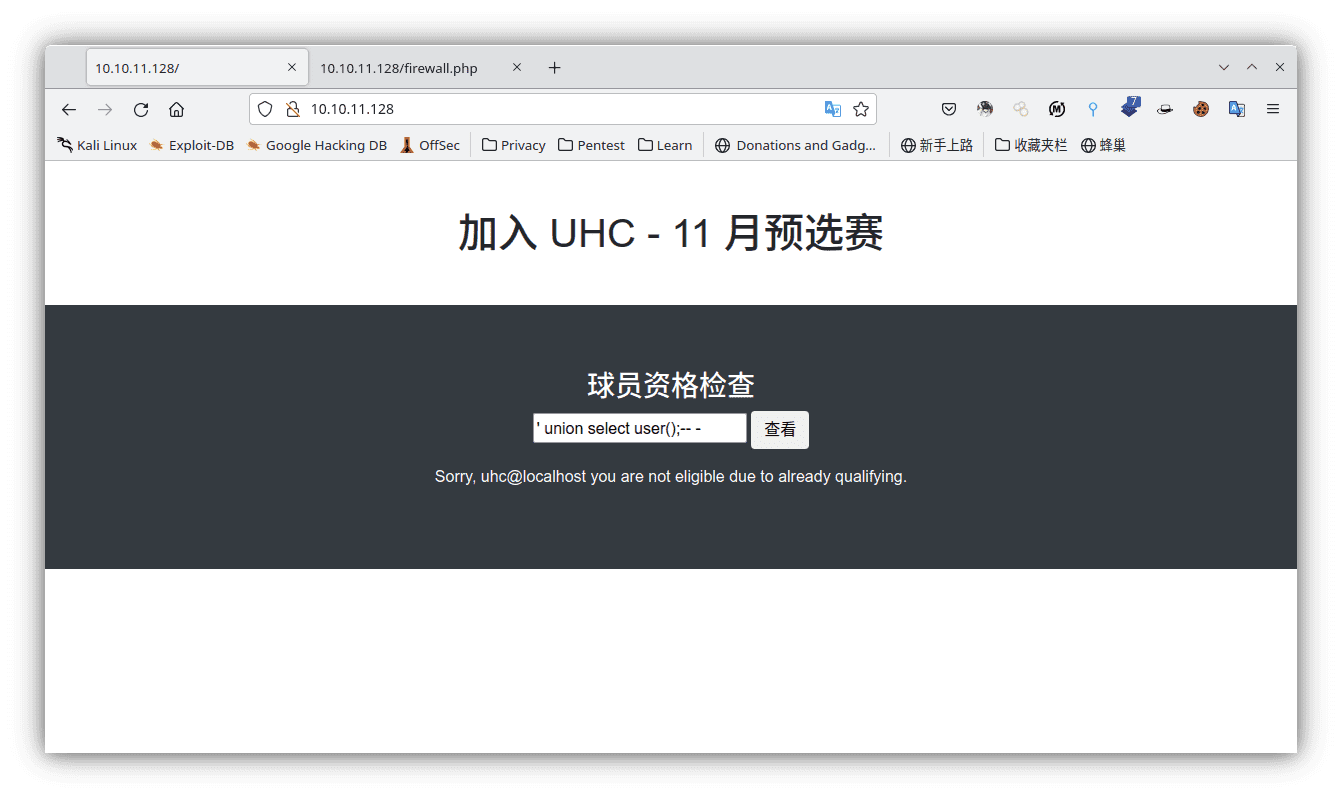 10.10.11.128/
10.10.11.128/firewall.php
10.10.11.128
7
Kali Linux Exploit-DB Google Hacking DB OffSec Privacy Pentest Learn Donations and Gadg... 新手上路 收藏夹栏 蜂巢
加入 UHC - 11 月预选赛
球员资格检查
' union select user();-- - 查看
Sorry, uhc@localhost you are not eligible due to already qualifying.